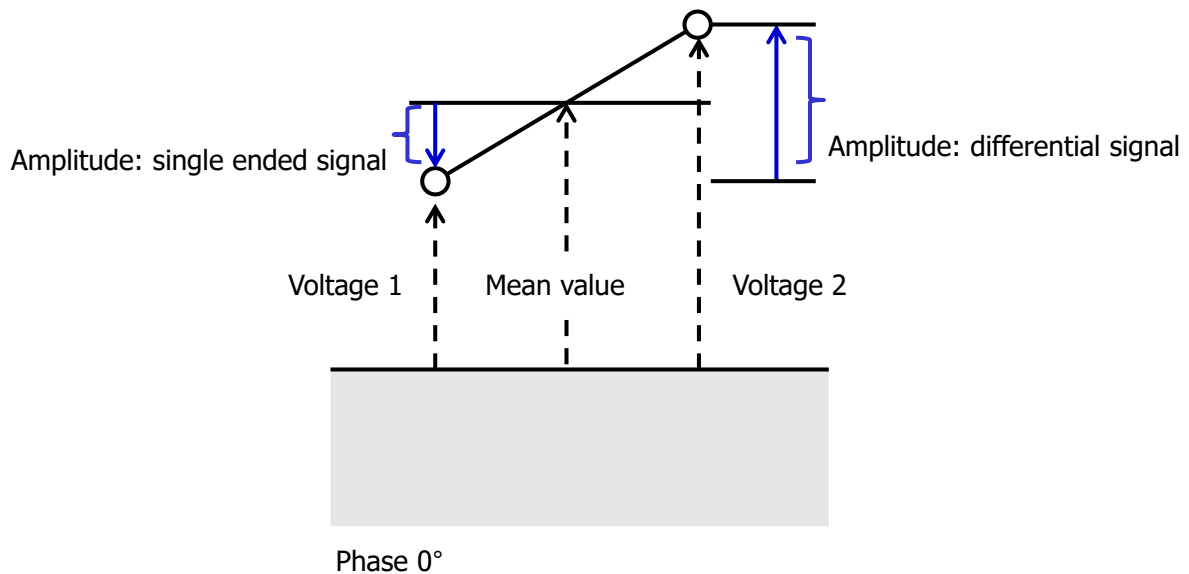 Amplitude: single ended signal
Amplitude: differential signal
Voltage 1
Mean value
Voltage 2
Phase 0°